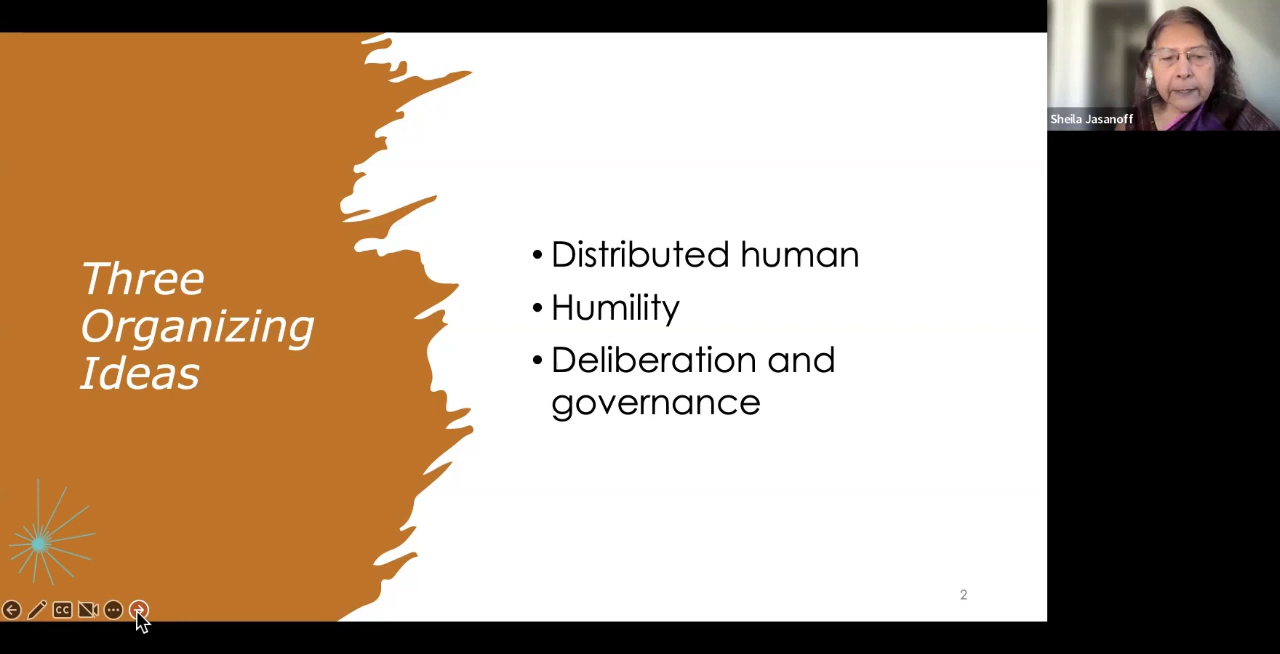 Three
Organizing
Ideas
• Distributed human
• Humility
• Deliberation and
governance
2
CC
Sheila Jasanoff